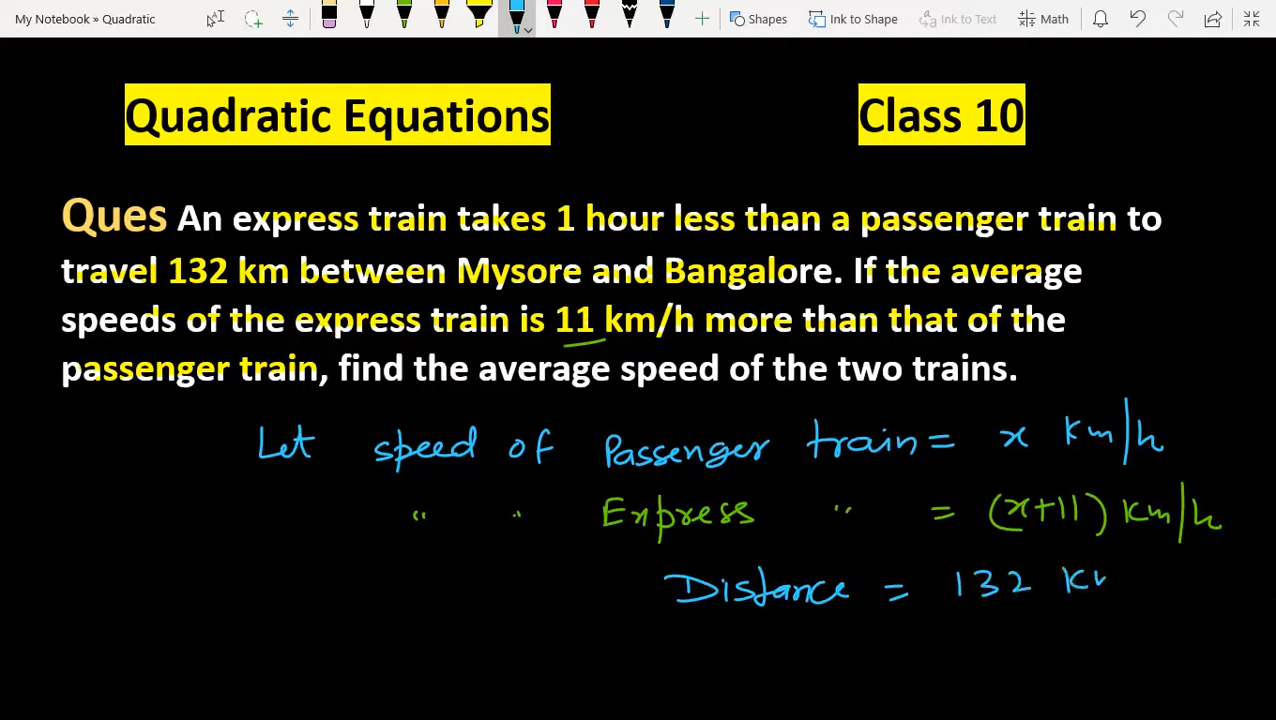 My Notebook » Quadratic
Shapes
Ink to Shape
Ink to Text
Math
Quadratic Equations
Class 10
Ques An express train takes 1 hour less than a passenger train to
travel 132 km between Mysore and Bangalore. If the average
speeds of the express train is 11 km/h more than that of the
passenger train, find the average speed of the two trains.
Let speed of Passenger train = x km/h
" " Express " = (x+11) km/h
Distance = 132 K